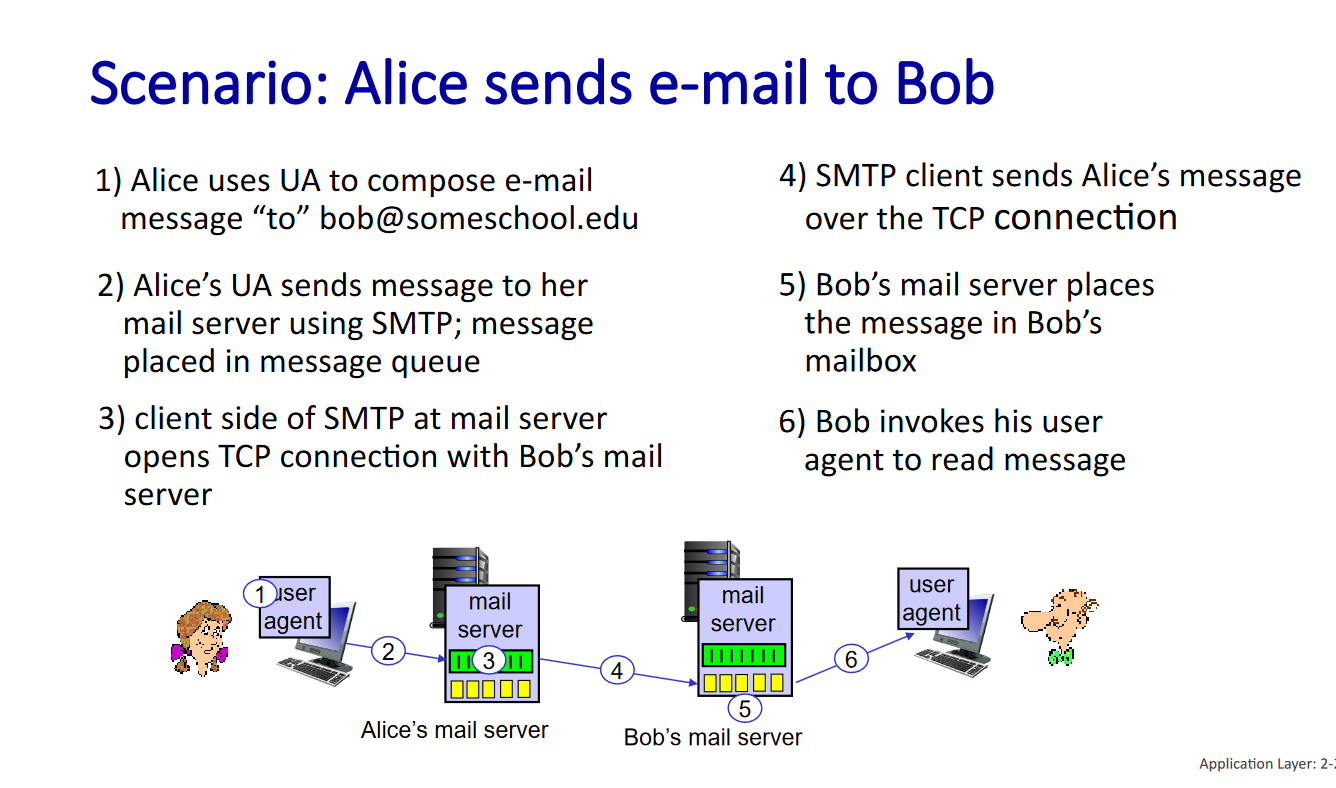 Scenario: Alice sends e-mail to Bob
1) Alice uses UA to compose e-mail
message “to” bob@someschool.edu
2) Alice’s UA sends message to her
mail server using SMTP; message
placed in message queue
3) client side of SMTP at mail server
opens TCP connection with Bob’s mail
server
4) SMTP client sends Alice’s message
over the TCP connection
5) Bob’s mail server places
the message in Bob’s
mailbox
6) Bob invokes his user
agent to read message
1
user
agent
2
mail
server
3
4
mail
server
5
6
user
agent
Alice’s mail server
Bob’s mail server
Application Layer: 2-